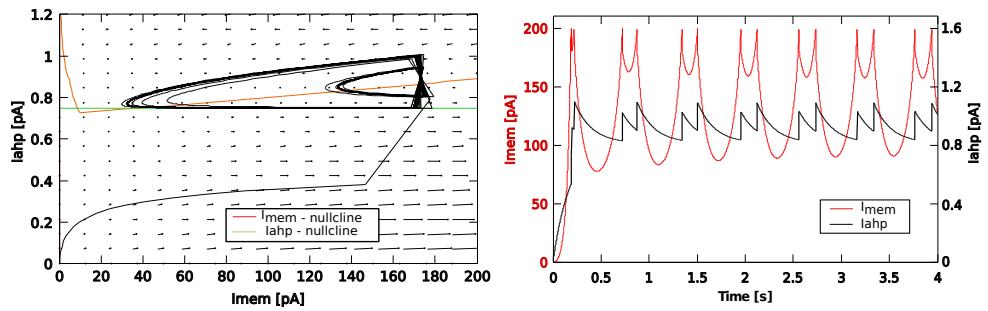 1.2
1
0.8
0.6
0.4
0.2
0
Iahp [pA]
0 20 40 60 80 100 120 140 160 180 200
Imem [pA]
Imem - nullcline
Iahp - nullcline
200
150
100
50
0
Imem [pA]
1.6
1.2
0.8
0.4
0
Iahp [pA]
0.5 1 1.5 2 2.5 3 3.5 4
Time [s]
Imem
Iahp